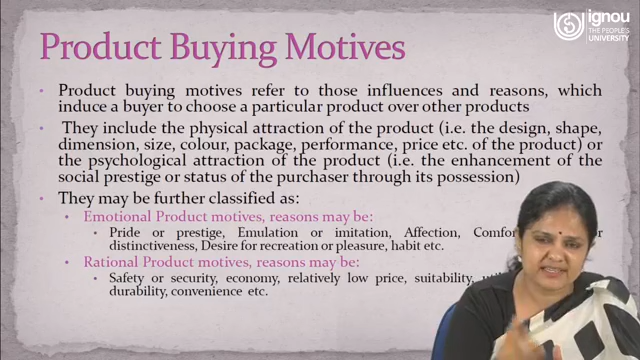 ignou
THE PEOPLE'S
UNIVERSITY
Product Buying Motives
• Product buying motives refer to those influences and reasons, which
induce a buyer to choose a particular product over other products
• They include the physical attraction of the product (i.e. the design, shape,
dimension, size, colour, package, performance, price etc. of the product) or
the psychological attraction of the product (i.e. the enhancement of the
social prestige or status of the purchaser through its possession)
• They may be further classified as:
• Emotional Product motives, reasons may be:
• Pride or prestige, Emulation or imitation, Affection, or
distinctiveness, Desire for recreation or pleasure, habit etc.
• Rational Product motives, reasons may be:
• Safety or security, economy, relatively low price, suitability,
durability, convenience etc.